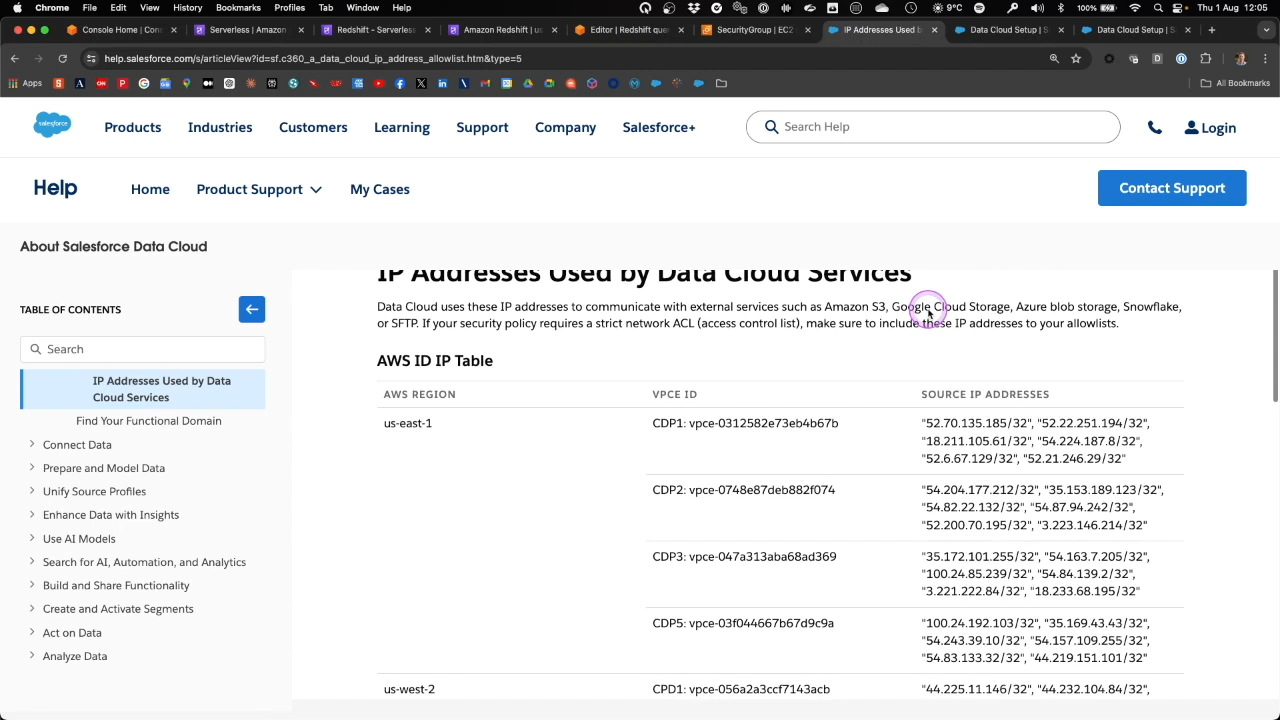 Chrome File Edit View History Bookmarks Profiles Tab Window Help
100% 9°C Thu 1 Aug 12:05
Console Home | Con
Serverless | Amazon
Redshift - Serverless
Amazon Redshift | us
Editor | Redshift que
SecurityGroup | EC2
IP Addresses Used b
Data Cloud Setup | S
Data Cloud Setup | S
help.salesforce.com/s/articleView?id=sf.c360_a_data_cloud_ip_address_allowlist.htm&type=5
Apps
All Bookmarks
salesforce
Products Industries Customers Learning Support Company Salesforce+
Search Help
Login
Help
Home Product Support My Cases
Contact Support
About Salesforce Data Cloud
TABLE OF CONTENTS
Search
IP Addresses Used by Data
Cloud Services
Find Your Functional Domain
Connect Data
Prepare and Model Data
Unify Source Profiles
Enhance Data with Insights
Use AI Models
Search for AI, Automation, and Analytics
Build and Share Functionality
Create and Activate Segments
Act on Data
Analyze Data
IP Addresses Used by Data Cloud Services
Data Cloud uses these IP addresses to communicate with external services such as Amazon S3, Google Cloud Storage, Azure blob storage, Snowflake,
or SFTP. If your security policy requires a strict network ACL (access control list), make sure to include these IP addresses to your allowlists.
AWS ID IP Table
AWS REGION VPCE ID SOURCE IP ADDRESSES
us-east-1 CDP1: vpce-0312582e73eb4b67b "52.70.135.185/32", "52.22.251.194/32",
"18.211.105.61/32", "54.224.187.8/32",
"52.6.67.129/32", "52.21.246.29/32"
CDP2: vpce-0748e87deb882f074 "54.204.177.212/32", "35.153.189.123/32",
"54.82.22.132/32", "54.87.94.242/32",
"52.200.70.195/32", "3.223.146.214/32"
CDP3: vpce-047a313aba68ad369 "35.172.101.255/32", "54.163.7.205/32",
"100.24.85.239/32", "54.84.139.2/32",
"3.221.222.84/32", "18.233.68.195/32"
CDP5: vpce-03f044667b67d9c9a "100.24.192.103/32", "35.169.43.43/32",
"54.243.39.10/32", "54.157.109.255/32",
"54.83.133.32/32", "44.219.151.101/32"
us-west-2 CPD1: vpce-056a2a3ccf7143acb "44.225.11.146/32", "44.232.104.84/32",